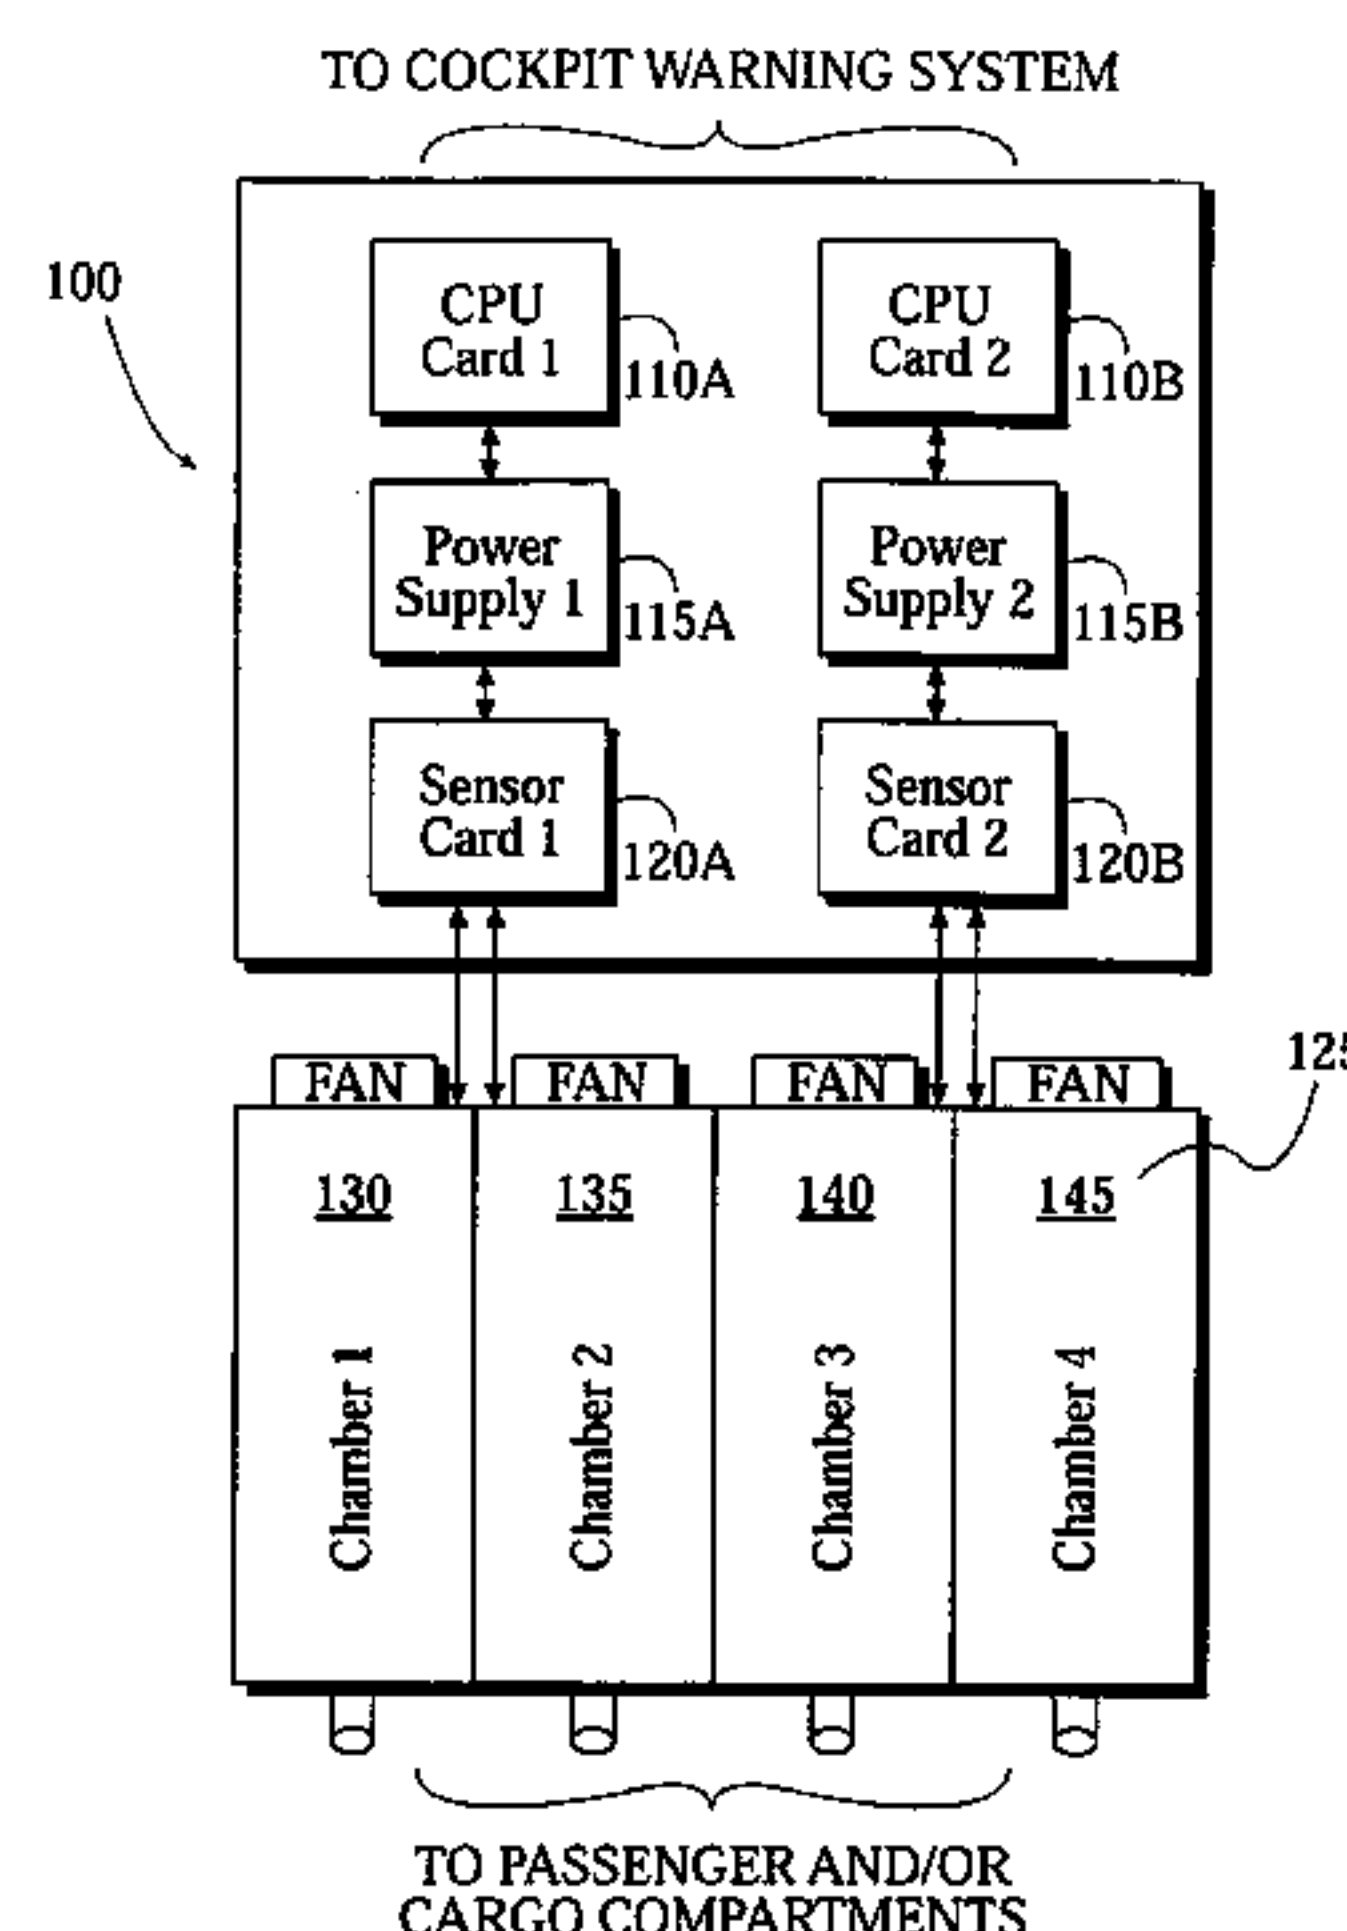 TO COCKPIT WARNING SYSTEM
100
CPU
Card 1
110A
CPU
Card 2
110B
Power
Supply 1
115A
Power
Supply 2
115B
Sensor
Card 1
120A
Sensor
Card 2
120B
125
FAN
FAN
FAN
FAN
130
135
140
145
Chamber 1
Chamber 2
Chamber 3
Chamber 4
TO PASSENGER AND/OR
CARGO COMPARTMENTS